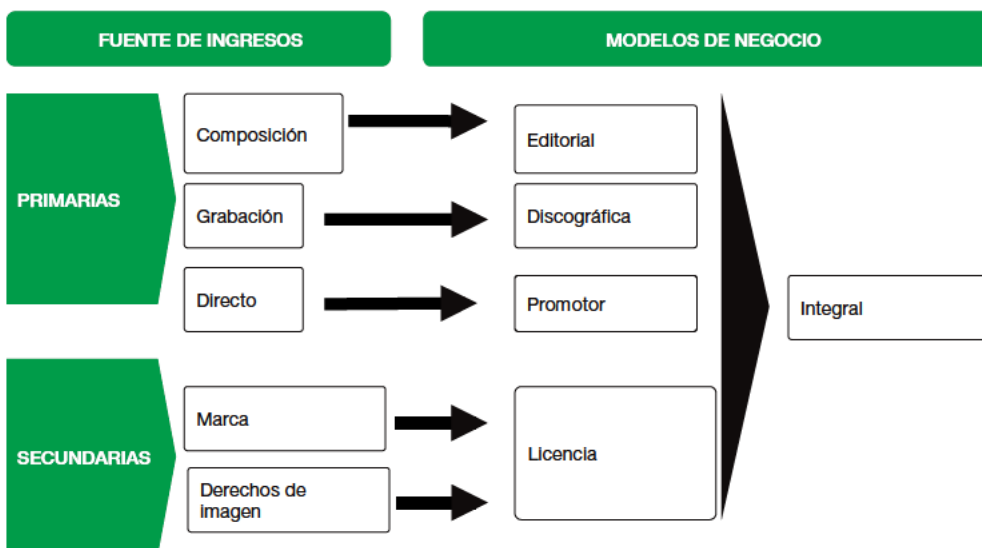 FUENTE DE INGRESOS
MODELOS DE NEGOCIO
PRIMARIAS
Composición
Editorial
Grabación
Discográfica
Directo
Promotor
Integral
SECUNDARIAS
Marca
Licencia
Derechos de
imagen